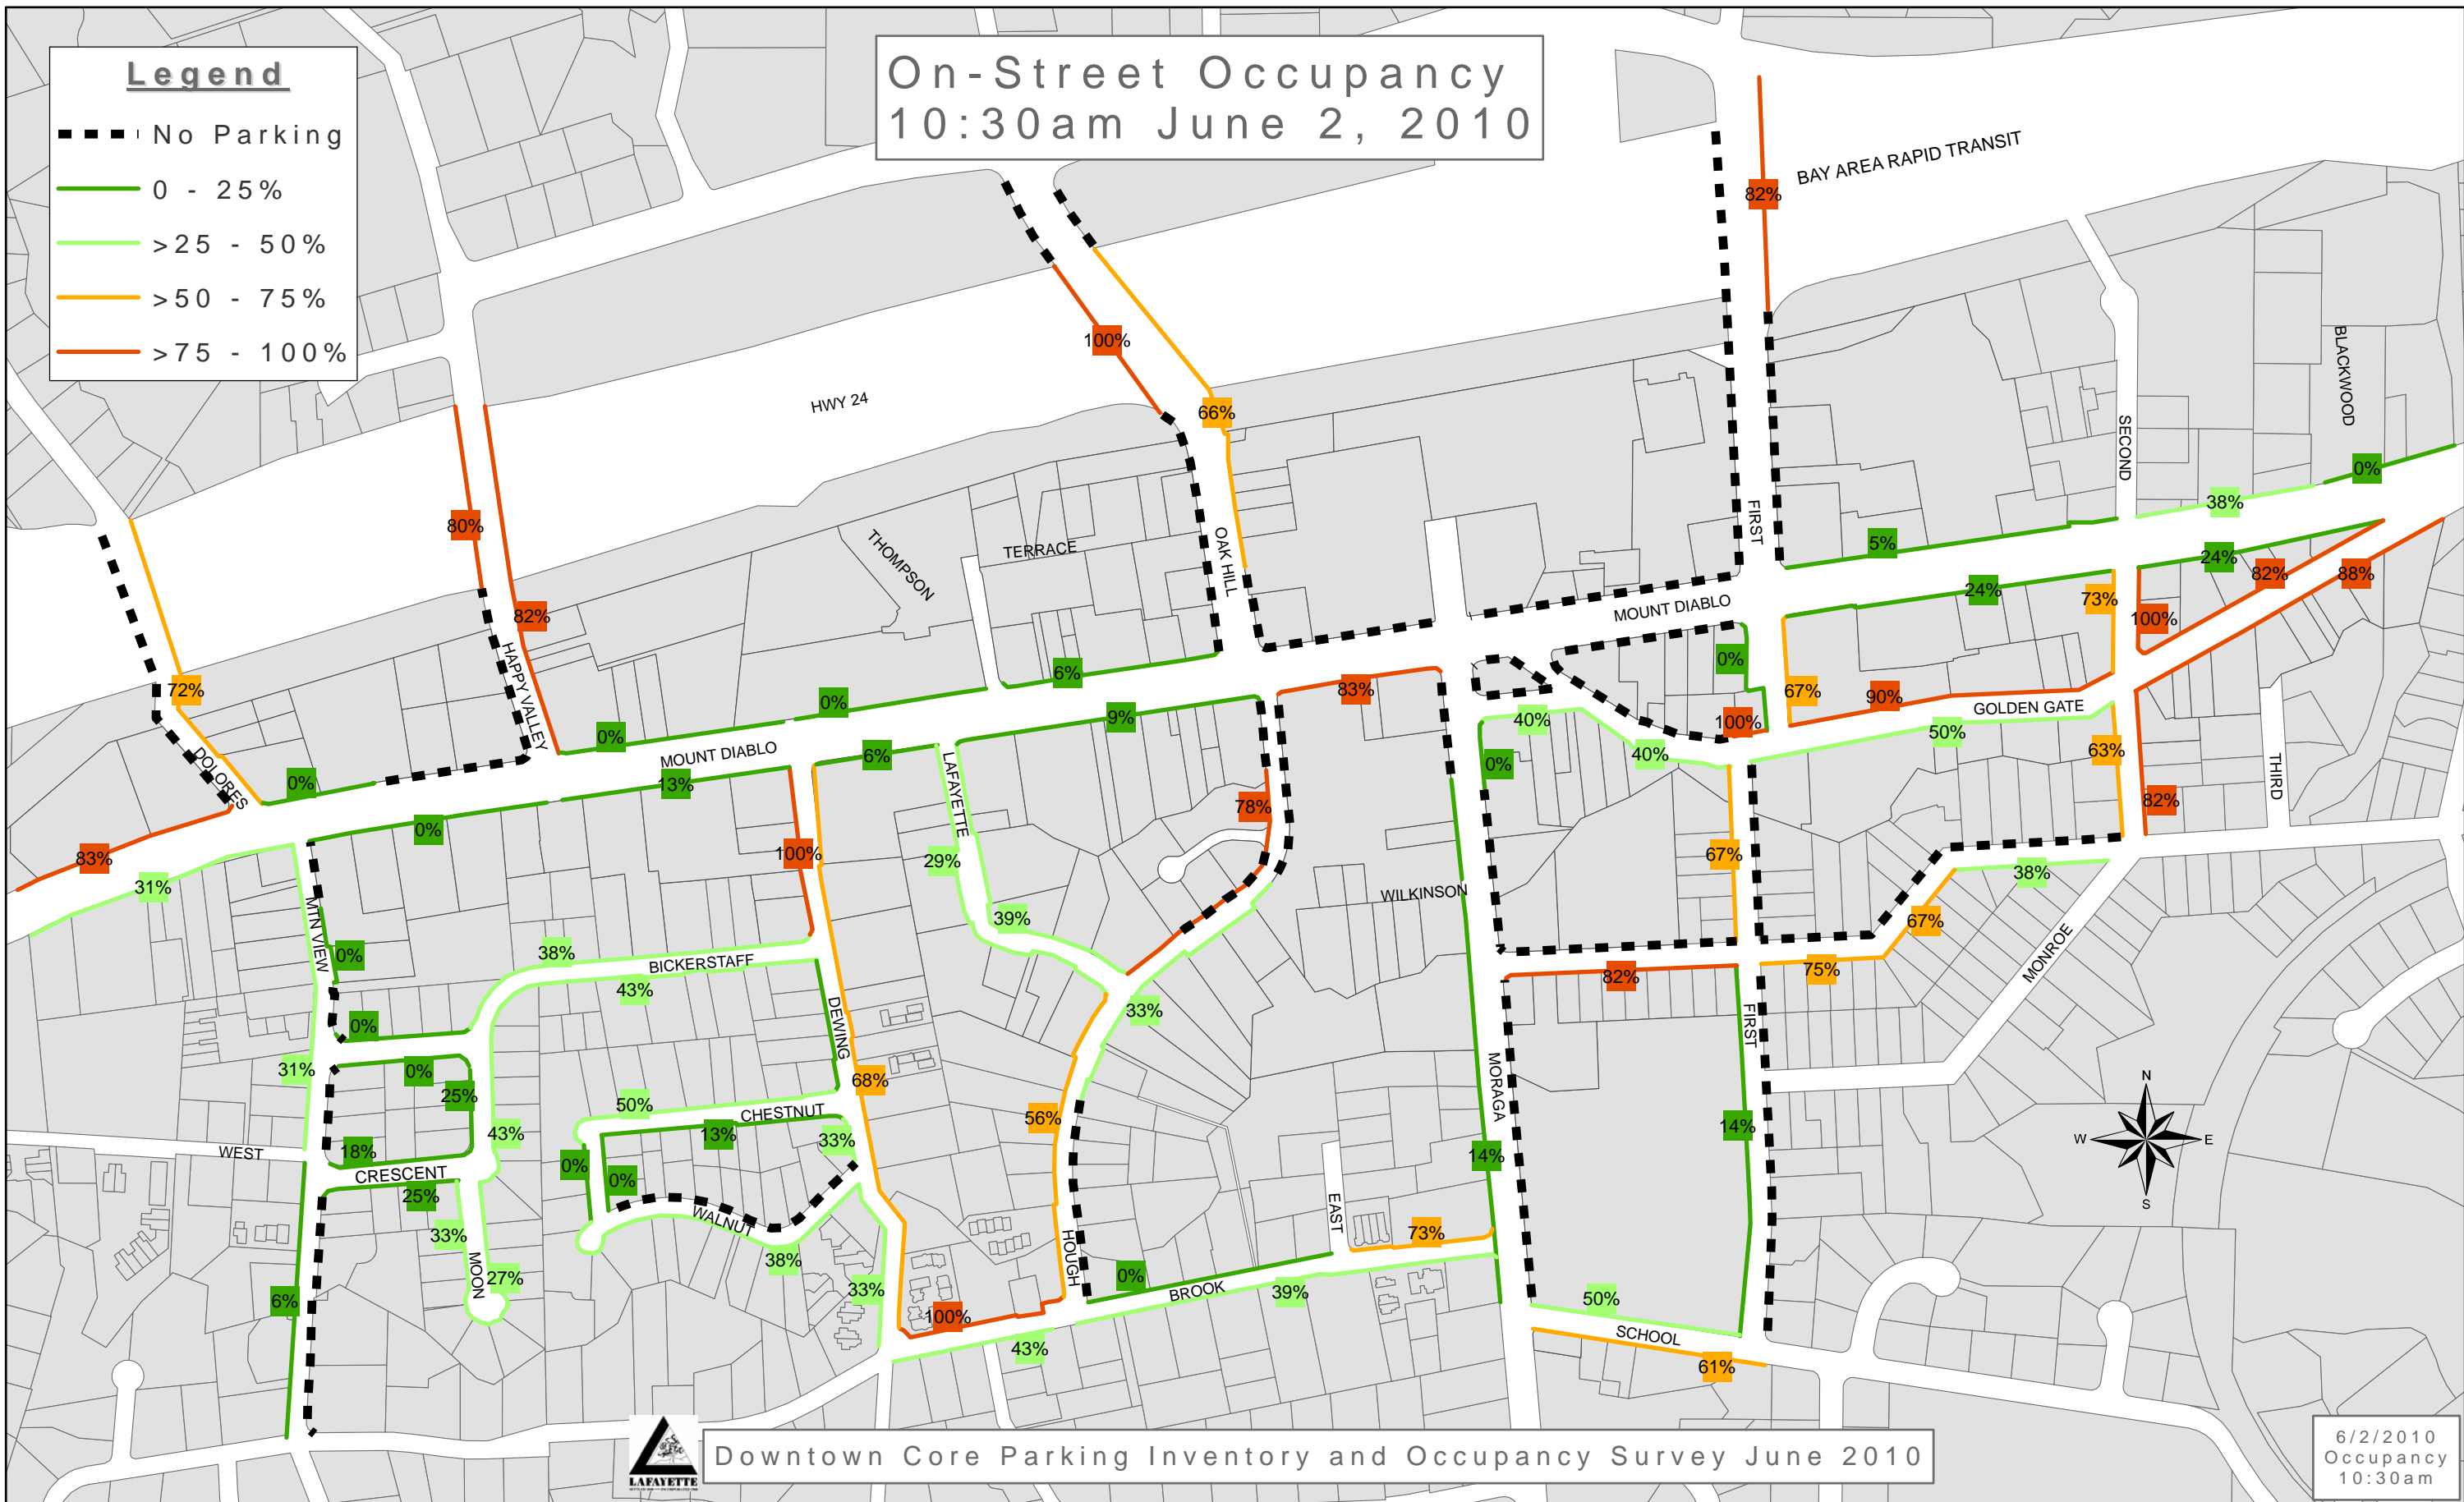 Legend
No Parking
0 - 25%
>25 - 50%
>50 - 75%
>75 - 100%
On-Street Occupancy
10:30am June 2, 2010
BAY AREA RAPID TRANSIT
82%
100%
HWY 24
66%
BLACKWOOD
SECOND
0%
38%
80%
FIRST
OAK HILL
THOMPSON
TERRACE
5%
24%
82%
88%
24%
73%
100%
82%
HAPPY VALLEY
MOUNT DIABLO
0%
6%
72%
83%
67%
90%
GOLDEN GATE
0%
9%
40%
100%
50%
0%
MOUNT DIABLO
6%
40%
63%
DOLORES
0%
13%
LAFAYETTE
0%
THIRD
0%
78%
82%
83%
100%
29%
67%
31%
WILKINSON
38%
MTN VIEW
39%
67%
0%
38%
BICKERSTAFF
43%
82%
75%
MONROE
0%
DEWING
33%
FIRST
31%
0%
25%
68%
MORAGA
50%
CHESTNUT
56%
14%
43%
13%
33%
WEST
18%
CRESCENT
0%
0%
14%
25%
WALNUT
EAST
33%
38%
73%
MOON
27%
HOUGH
0%
BROOK
39%
6%
33%
100%
50%
43%
SCHOOL
61%
N
W
E
S
LAFAYETTE
Downtown Core Parking Inventory and Occupancy Survey June 2010
6/2/2010
Occupancy
10:30am